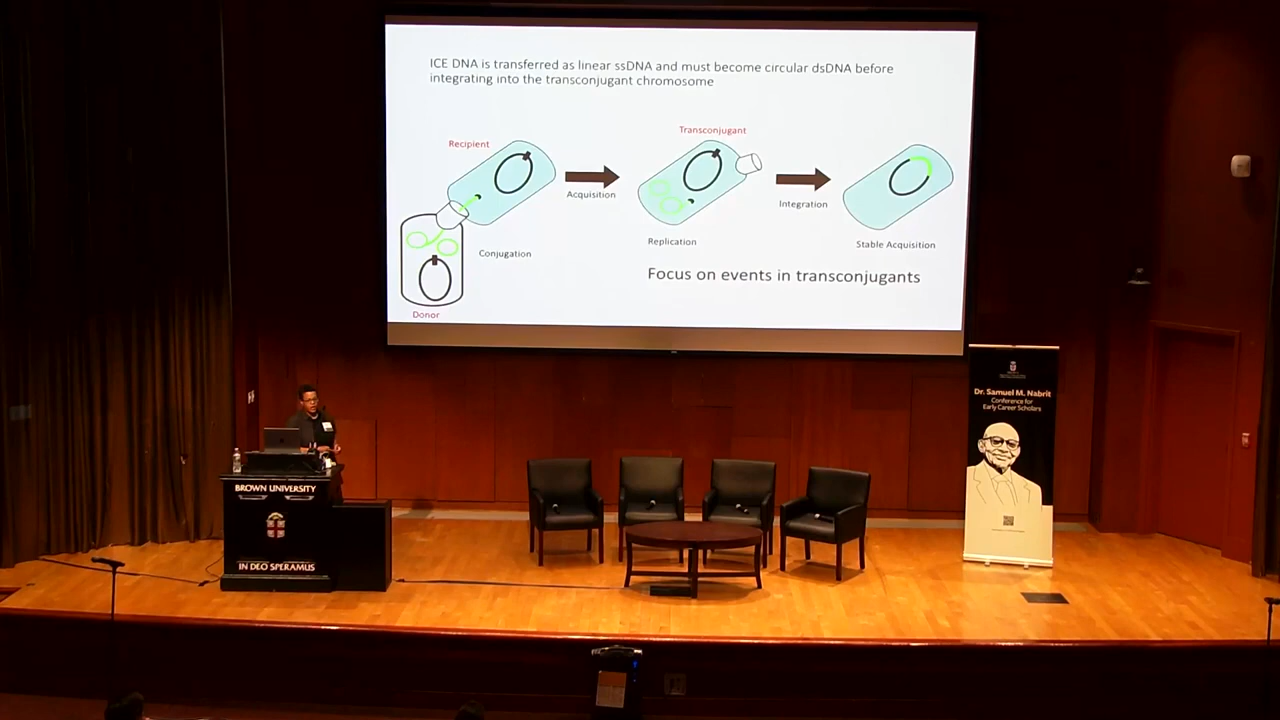 ICE DNA is transferred as linear ssDNA and must become circular dsDNA before
integrating into the transconjugant chromosome
Recipient
Transconjugant
Acquisition
Integration
Conjugation
Replication
Stable Acquisition
Focus on events in transconjugants
Donor
Dr. Samuel M. Nabrit
Conference for
Early Career Scholars
BROWN UNIVERSITY
IN DEO SPERAMUS